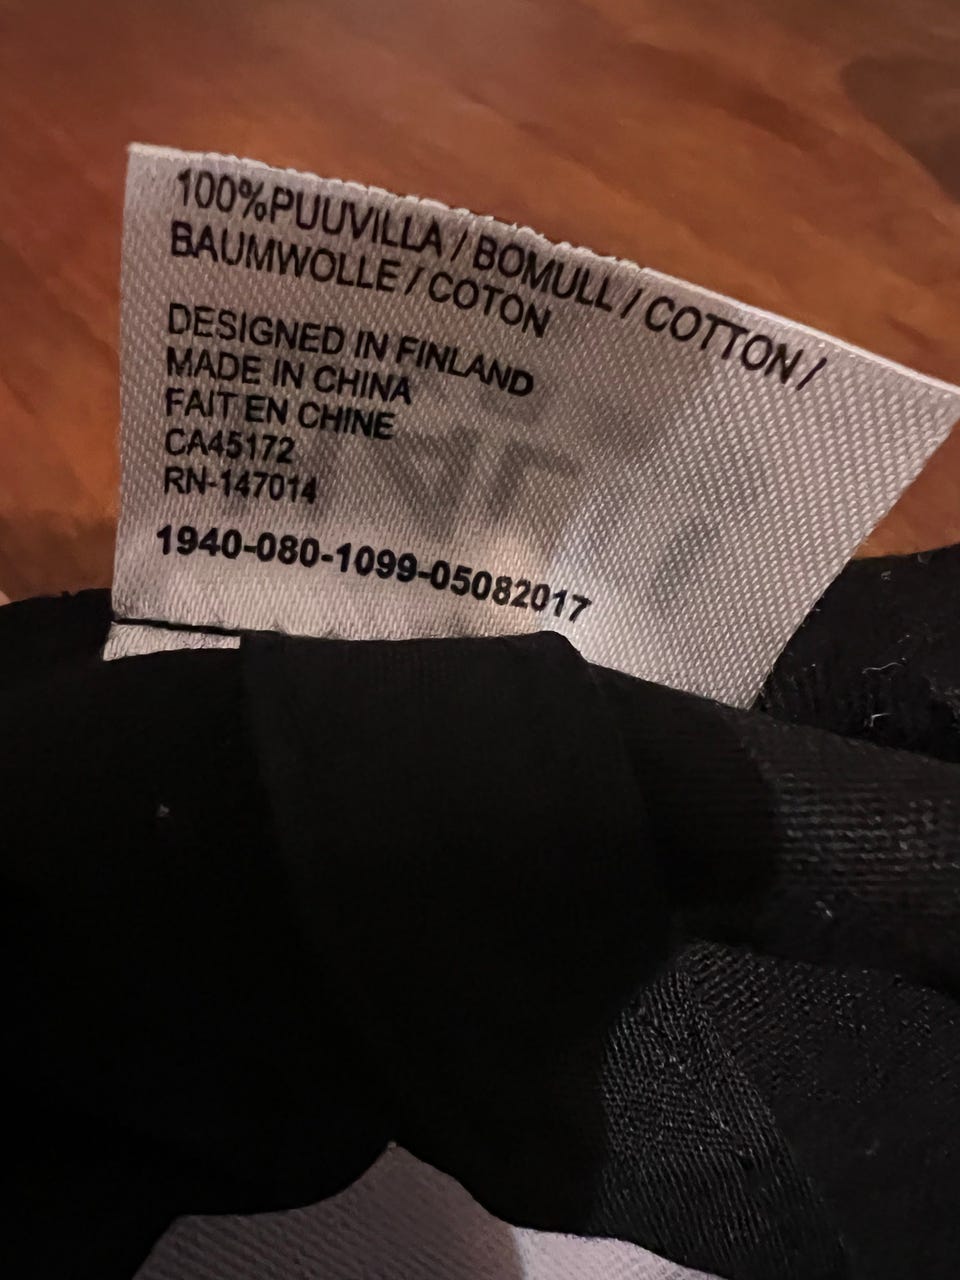 100%PUUVILLA / BOMULL / COTTON /
BAUMWOLLE / COTON
DESIGNED IN FINLAND
MADE IN CHINA
FAIT EN CHINE
CA45172
RN-147014
1940-080-1099-05082017